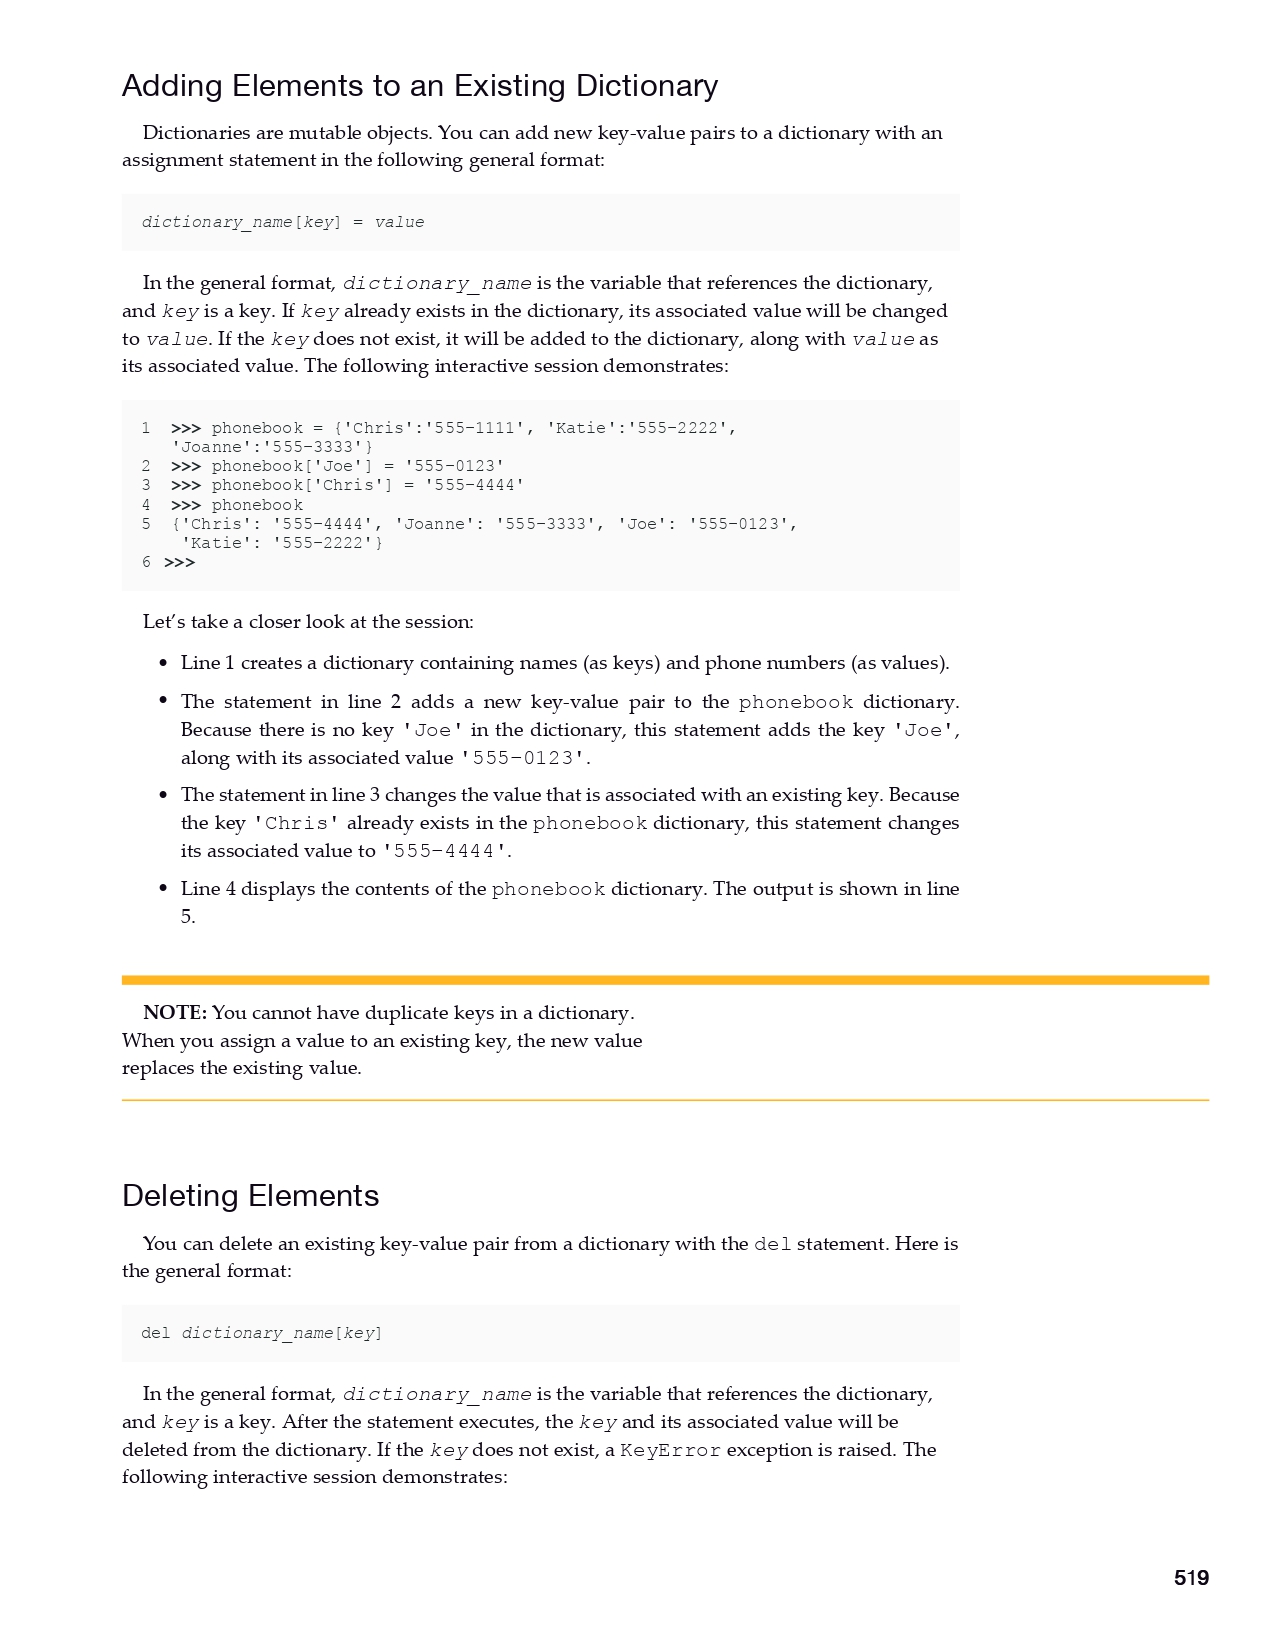 Adding Elements to an Existing Dictionary
Dictionaries are mutable objects. You can add new key-value pairs to a dictionary with an
assignment statement in the following general format:
dictionary_name[key] = value
In the general format, dictionary_name is the variable that references the dictionary,
and key is a key. If key already exists in the dictionary, its associated value will be changed
to value. If the key does not exist, it will be added to the dictionary, along with value as
its associated value. The following interactive session demonstrates:
1  >>> phonebook = {'Chris':'555−1111', 'Katie':'555−2222',
'Joanne':'555−3333'}
2  >>> phonebook['Joe'] = '555−0123'
3  >>> phonebook['Chris'] = '555−4444'
4  >>> phonebook
5  {'Chris': '555−4444', 'Joanne': '555−3333', 'Joe': '555−0123',
'Katie': '555−2222'}
6 >>>
Let’s take a closer look at the session:
• Line 1 creates a dictionary containing names (as keys) and phone numbers (as values).
• The statement in line 2 adds a new key-value pair to the phonebook dictionary.
Because there is no key 'Joe' in the dictionary, this statement adds the key 'Joe',
along with its associated value '555−0123'.
• The statement in line 3 changes the value that is associated with an existing key. Because
the key 'Chris' already exists in the phonebook dictionary, this statement changes
its associated value to '555−4444'.
• Line 4 displays the contents of the phonebook dictionary. The output is shown in line
5.
NOTE: You cannot have duplicate keys in a dictionary.
When you assign a value to an existing key, the new value
replaces the existing value.
Deleting Elements
You can delete an existing key-value pair from a dictionary with the del statement. Here is
the general format:
del dictionary_name[key]
In the general format, dictionary_name is the variable that references the dictionary,
and key is a key. After the statement executes, the key and its associated value will be
deleted from the dictionary. If the key does not exist, a KeyError exception is raised. The
following interactive session demonstrates:
519